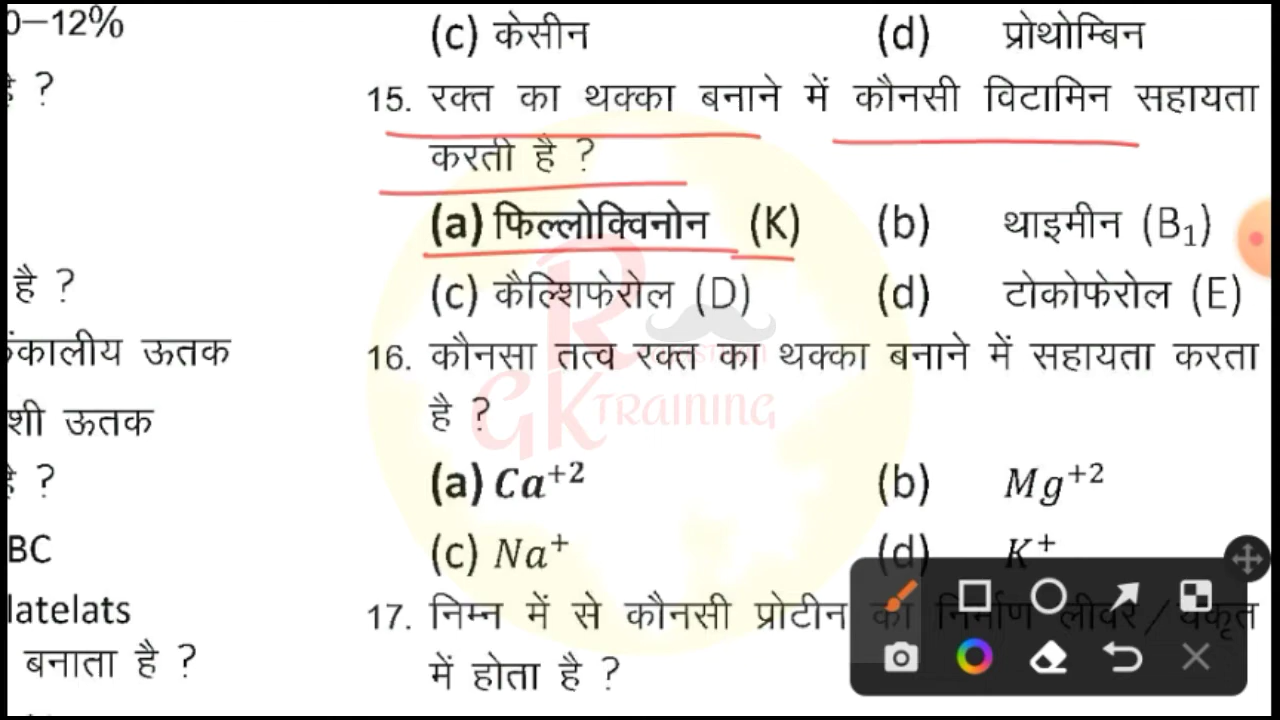 0–12%
है ?
है ?
कंकालीय ऊतक
शी ऊतक
है ?
BC
latelats
बनाता है ?
(c) केसीन (d) प्रोथोम्बिन
15. रक्त का थक्का बनाने में कौनसी विटामिन सहायता
करती है ?
(a) फिल्लोक्विनोन (K) (b) थाइमीन (B₁)
(c) कैल्शिफेरोल (D) (d) टोकोफेरोल (E)
16. कौनसा तत्व रक्त का थक्का बनाने में सहायता करता
है ?
(a) Ca⁺² (b) Mg⁺²
(c) Na⁺ (d) K⁺
17. निम्न में से कौनसी प्रोटीन का निर्माण लीवर / यकृत
में होता है ?
R
GK TRAINING